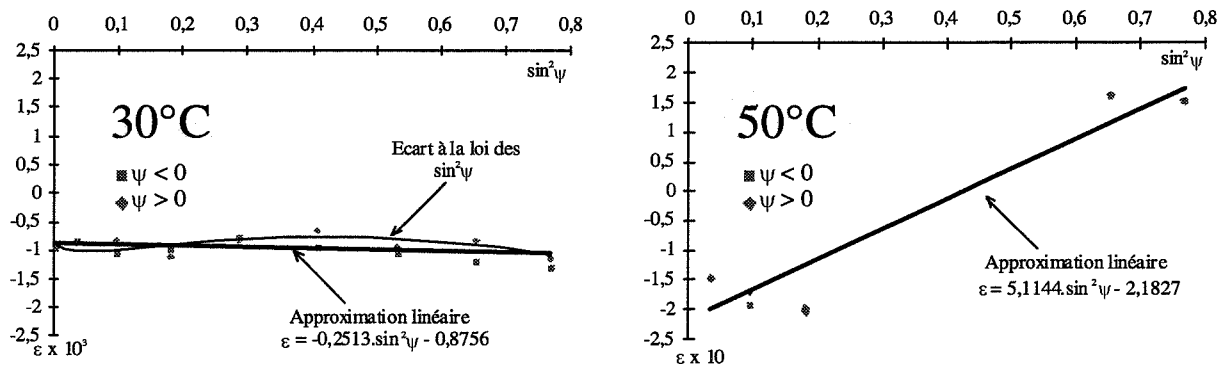 0 0,1 0,2 0,3 0,4 0,5 0,6 0,7 0,8
2,5
2
1,5
1
0,5
0
-0,5
-1
-1,5
-2
-2,5
sin²ψ
30°C
ψ < 0
ψ > 0
Ecart à la loi des
sin²ψ
Approximation linéaire
ε = -0,2513.sin²ψ - 0,8756
ε x 10³
0 0,1 0,2 0,3 0,4 0,5 0,6 0,7 0,8
2,5
2
1,5
1
0,5
0
-0,5
-1
-1,5
-2
-2,5
sin²ψ
50°C
ψ < 0
ψ > 0
Approximation linéaire
ε = 5,1144.sin²ψ - 2,1827
ε x 10